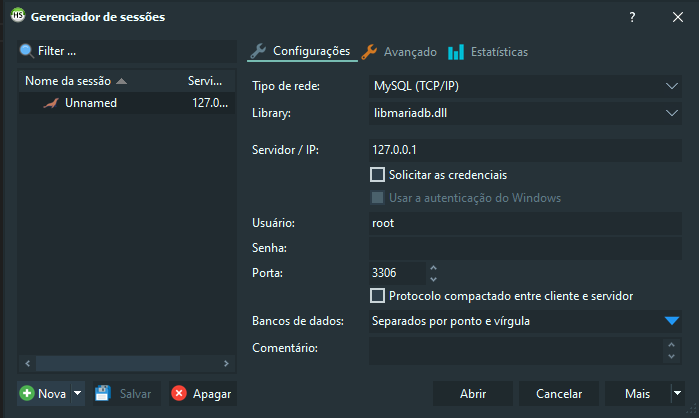 HS Gerenciador de sessões ?
Filter ...
Configurações Avançado Estatísticas
Nome da sessão Servi...
Unnamed 127.0...
Tipo de rede: MySQL (TCP/IP)
Library: libmariadb.dll
Servidor / IP: 127.0.0.1
Solicitar as credenciais
Usar a autenticação do Windows
Usuário: root
Senha:
Porta: 3306
Protocolo compactado entre cliente e servidor
Bancos de dados: Separados por ponto e vírgula
Comentário:
Nova Salvar Apagar Abrir Cancelar Mais